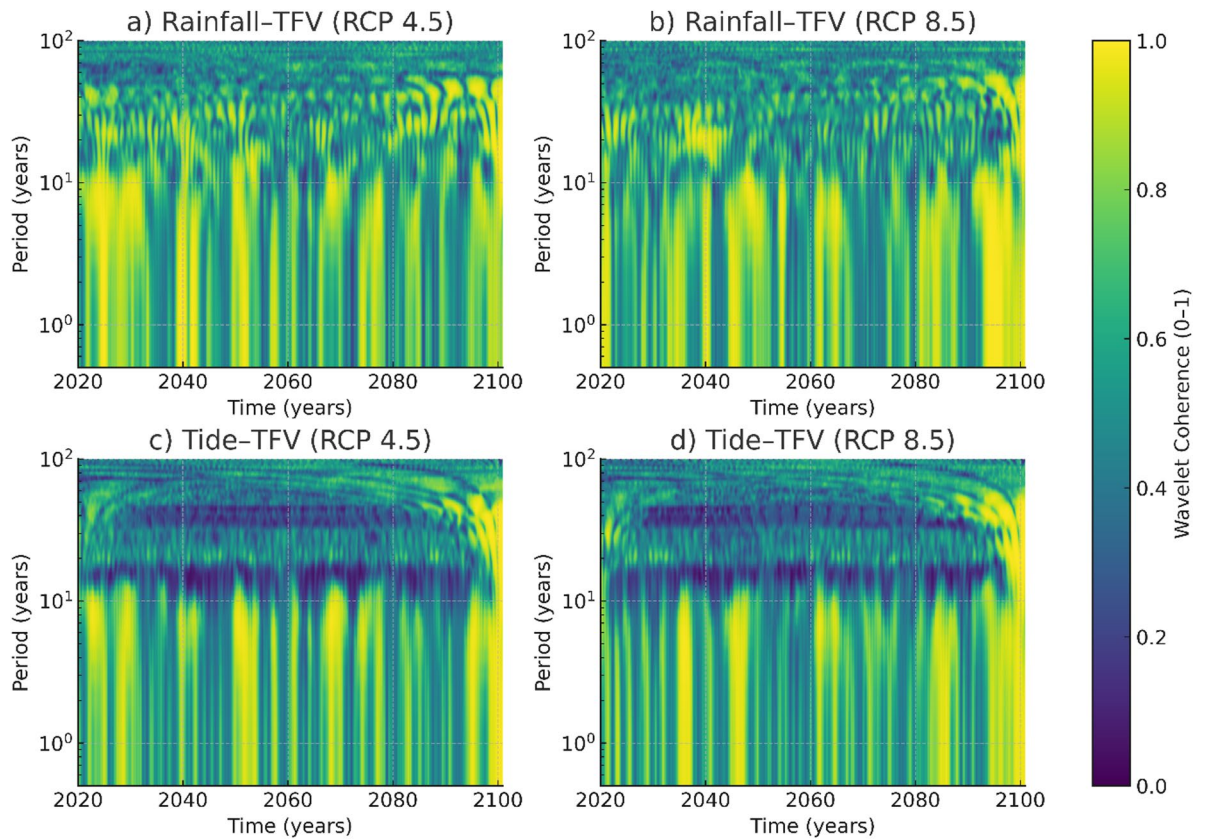 a) Rainfall–TFV (RCP 4.5)
10²
10¹
10⁰
Period (years)
2020 2040 2060 2080 2100
Time (years)
b) Rainfall–TFV (RCP 8.5)
10²
10¹
10⁰
Period (years)
2020 2040 2060 2080 2100
Time (years)
c) Tide–TFV (RCP 4.5)
10²
10¹
10⁰
Period (years)
2020 2040 2060 2080 2100
Time (years)
d) Tide–TFV (RCP 8.5)
10²
10¹
10⁰
Period (years)
2020 2040 2060 2080 2100
Time (years)
1.0
0.8
0.6
0.4
0.2
0.0
Wavelet Coherence (0–1)